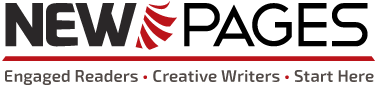 NEW PAGES
Engaged Readers • Creative Writers • Start Here